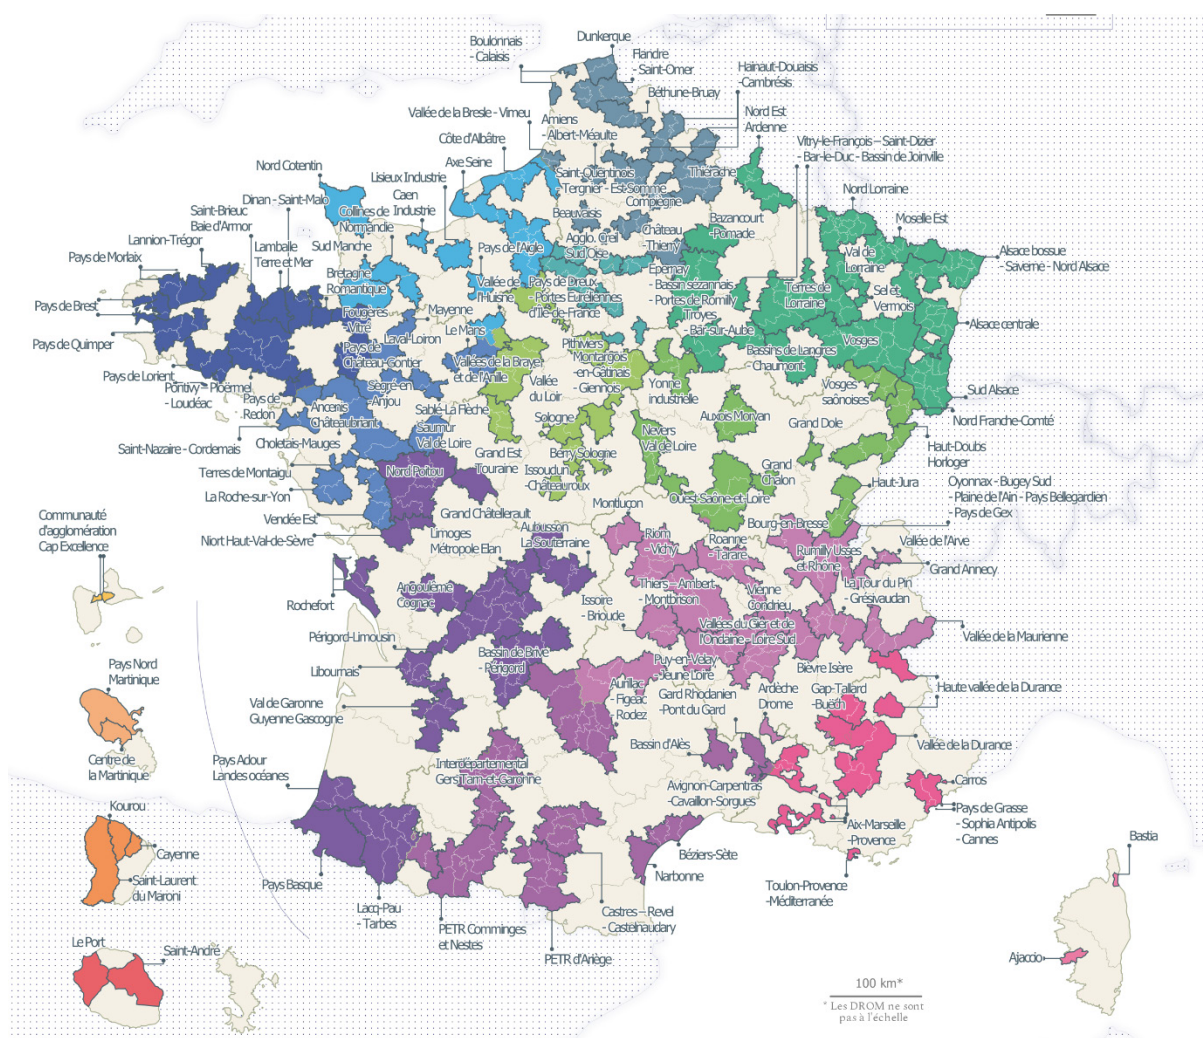 Boulonnais
- Calaisis
Dunkerque
Flandre
- Saint-Omer
Hainaut-Douaisis
-Cambrésis
Béthune-Bruay
Vallée de la Bresle - Vimeu
Amiens
- Albert-Méaulte
Nord Est
Ardenne
Côte d'Albâtre
Vitry-le-François – Saint-Dizier
- Bar-le-Duc - Bassin de Joinville
Nord Cotentin
Axe Seine
Lisieux Industrie
Saint-Quentinois
- Tergnier - Est-Somme
Thiérache
Compiègne
Nord Lorraine
Dinan - Saint-Malo
Caen
Industrie
Saint-Brieuc
Baie d'Armor
Collines de
Normandie
Beauvaisis
Bazancourt
-Pomacle
Moselle Est
Lannion-Trégor
Lamballe
Terre et Mer
Sud Manche
Pays de l'Aigle
Agglo. Creil
Sud Oise
Château
Thierry
Val de
Lorraine
Alsace bossue
- Saverne - Nord Alsace
Pays de Morlaix
Bretagne
Romantique
Vallée de
l'Huisne
Pays de Dreux
- Portes Euréliennes
d'Ile-de-France
Epernay
- Bassin sézannais
- Portes de Romilly
Terres de
Lorraine
Sel et
Vermois
Pays de Brest
Fougères
- Vitré
Mayenne
Troyes
- Bar-sur-Aube
Alsace centrale
Pays de Quimper
Laval-Loiron
Le Mans
Pithiviers
Vosges
Pays de
Château-Gontier
Vallées de la Braye
et de l'Anille
Montargois
-en-Gâtinais
- Giennois
Bassins de Langres
Chaumont
Pays de Lorient
Pontivy - Ploërmel
- Loudéac
Segré-en
-Anjou
Vallée
du Loir
Yonne
industrielle
Vosges
saônoises
Sud Alsace
Pays de
Redon
Ancenis
Châteaubriant
Sablé-La Flèche
Saumur
Val de Loire
Sologne
Auxois Morvan
Nord Franche-Comté
Saint-Nazaire - Cordemais
Choletais-Mauges
Nevers
Val de Loire
Grand Dole
Terres de Montaigu
Nord Poitou
Grand Est
Touraine
Berry Sologne
Issoudun
-Châteauroux
Grand
Chalon
Haut-Doubs
Horloger
La Roche-sur-Yon
Ouest Saône-et-Loire
Haut-Jura
Oyonnax - Bugey Sud
- Plaine de l'Ain - Pays Bellegardien
- Pays de Gex
Vendée Est
Grand Châtellerault
Montluçon
Bourg-en-Bresse
Communauté
d'agglomération
Cap Excellence
Niort Haut-Val-de-Sèvre
Limoges
Métropole Elan
Aubusson
La Souterraine
Riom
- Vichy
Roanne
- Tarare
Rumilly Usses
et Rhône
Vallée de l'Arve
Grand Annecy
Rochefort
Angoulême
Cognac
Issoire
- Brioude
Thiers – Ambert
- Montbrison
Vienne
Condrieu
La Tour du Pin
- Grésivaudan
Périgord-Limousin
Vallées du Gier et de
l'Ondaine - Loire Sud
Vallée de la Maurienne
Libournais
Bassin de Brive
- Périgord
Puy-en-Velay
- Jeune Loire
Bièvre Isère
Pays Nord
Martinique
Aurillac
- Figeac
- Rodez
Gard Rhodanien
-Pont du Gard
Ardèche
Drome
Gap-Tallard
-Buëch
Haute vallée de la Durance
Val de Garonne
Guyenne Gascogne
Bassin d'Alès
Vallée de la Durance
Centre de
la Martinique
Pays Adour
Landes océanes
Interdépartemental
Gers Tarn-et-Garonne
Avignon-Carpentras
-Cavaillon-Sorgues
Carros
Kourou
Pays de Grasse
- Sophia Antipolis
- Cannes
Aix-Marseille
-Provence
Bastia
Cayenne
Béziers-Sète
Saint-Laurent
du Maroni
Pays Basque
Narbonne
Toulon-Provence
-Méditerranée
Lacq-Pau
- Tarbes
Castres – Revel
- Castelnaudary
PETR Comminges
et Nestes
Le Port
Saint-André
PETR d'Ariège
Ajaccio
100 km*
* Les DROM ne sont
pas à l'échelle